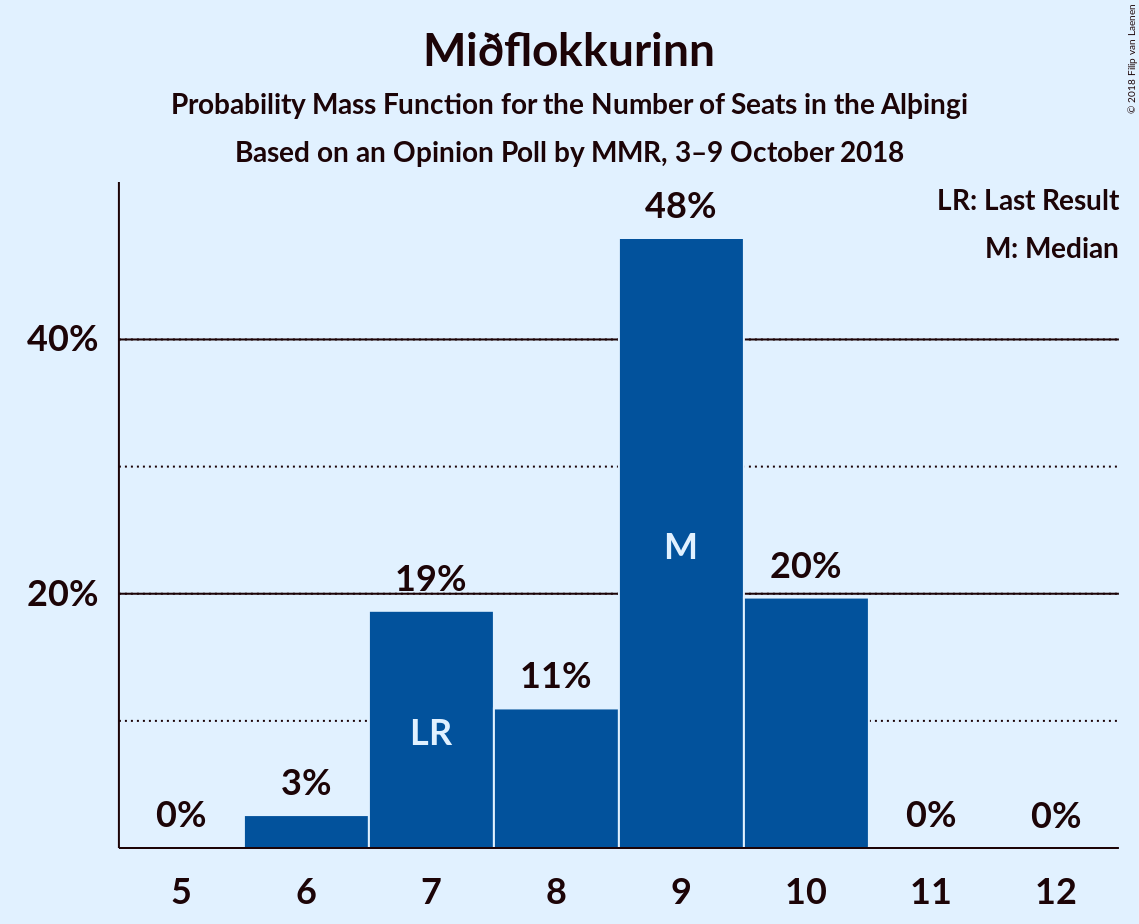 Miðflokkurinn
Probability Mass Function for the Number of Seats in the Alþingi
Based on an Opinion Poll by MMR, 3–9 October 2018
© 2018 Filip van Laenen
LR: Last Result
M: Median
48%
40%
M
20%
19%
20%
11%
LR
3%
0%
0%
0%
5 6 7 8 9 10 11 12